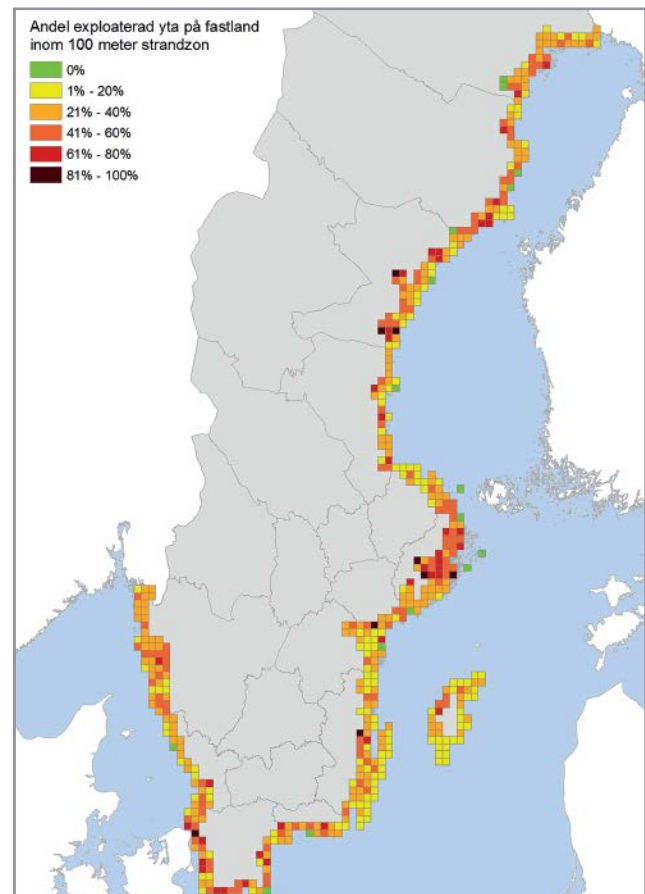 Andel exploaterad yta på fastland
inom 100 meter strandzon
0%
1% - 20%
21% - 40%
41% - 60%
61% - 80%
81% - 100%